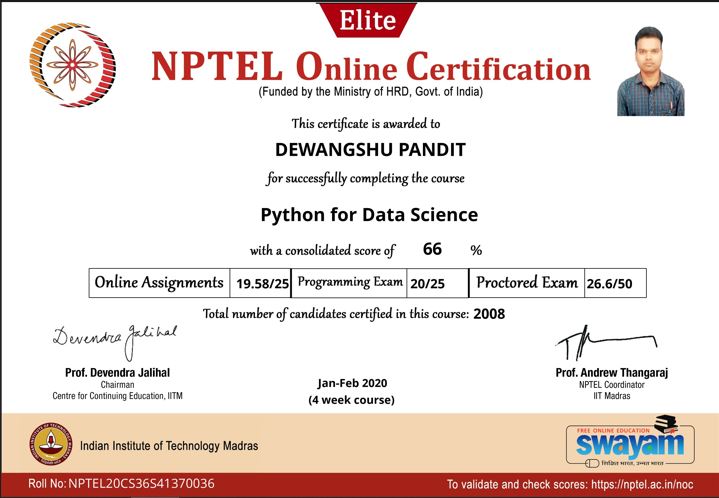 Elite
NPTEL Online Certification
(Funded by the Ministry of HRD, Govt. of India)
This certificate is awarded to
DEWANGSHU PANDIT
for successfully completing the course
Python for Data Science
with a consolidated score of 66 %
Online Assignments 19.58/25 Programming Exam 20/25 Proctored Exam 26.6/50
Total number of candidates certified in this course: 2008
Devendra Jalihal
Prof. Devendra Jalihal
Chairman
Centre for Continuing Education, IITM
Jan-Feb 2020
(4 week course)
Prof. Andrew Thangaraj
NPTEL Coordinator
IIT Madras
Indian Institute of Technology Madras
FREE ONLINE EDUCATION
swayam
शिक्षित भारत, उन्नत भारत
Roll No: NPTEL20CS36S41370036
To validate and check scores: https://nptel.ac.in/noc